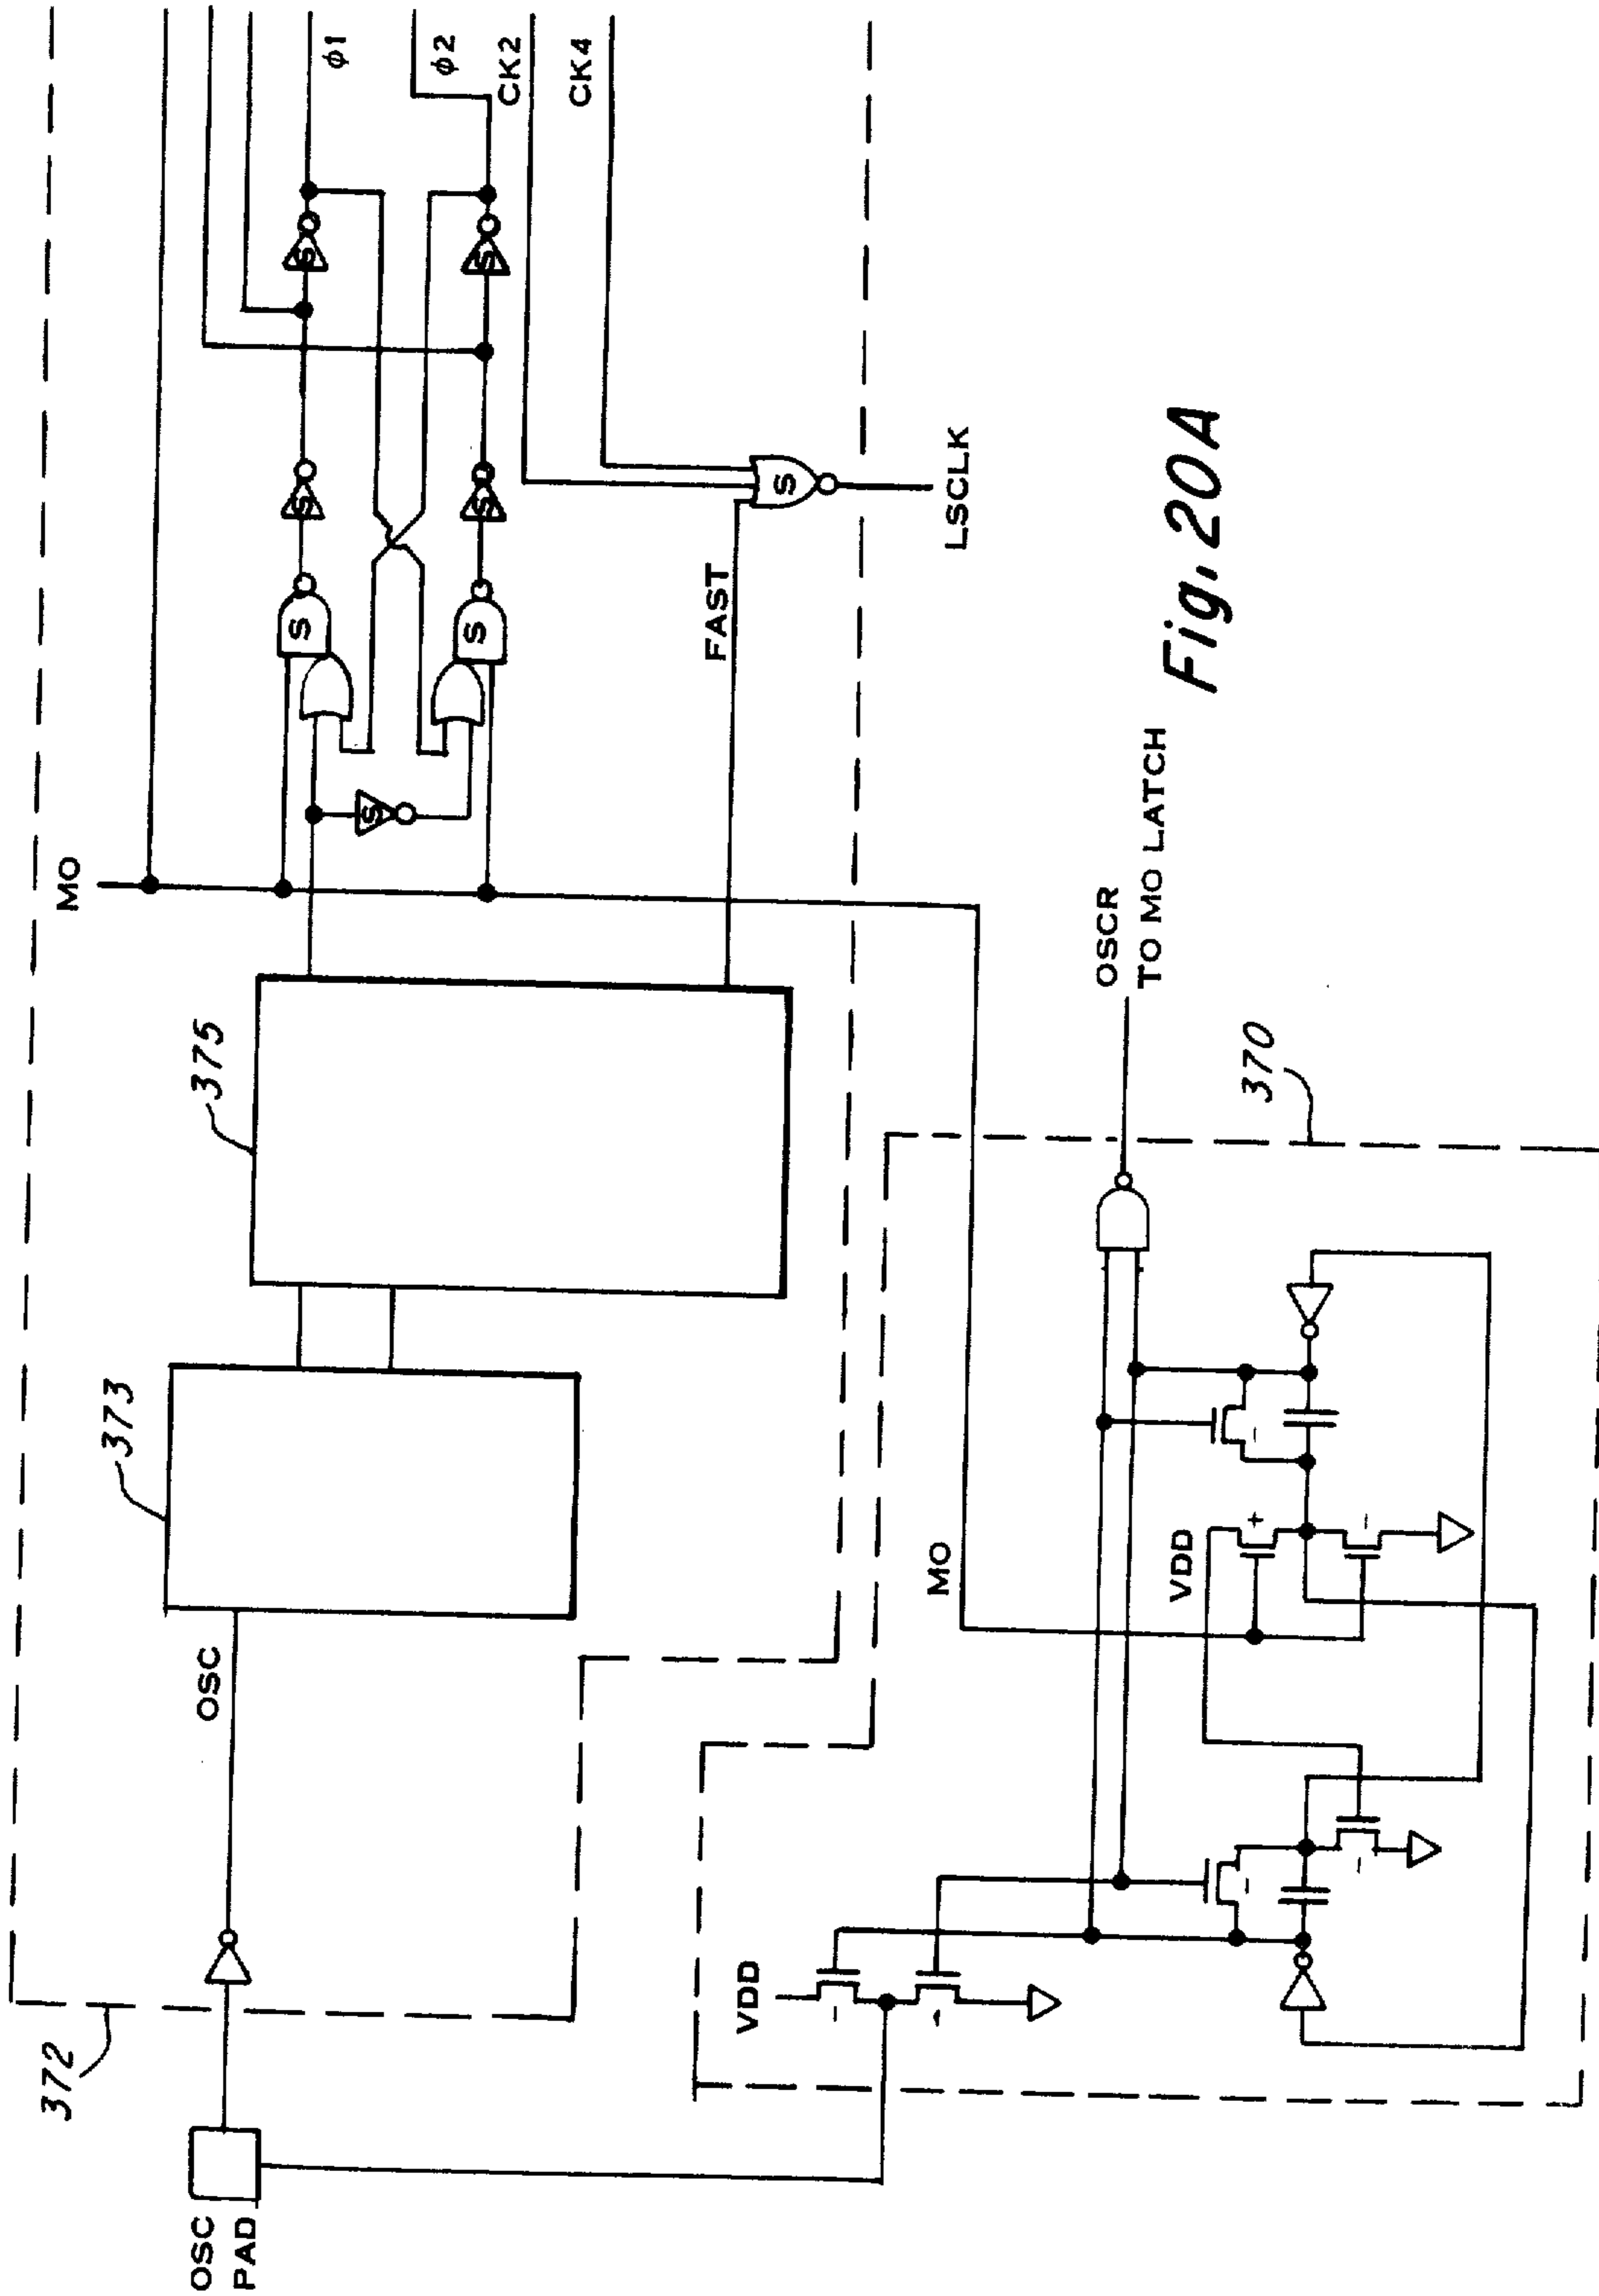 372
OSC
PAD
OSC
373
375
MO
φ1
φ2
CK2
CK4
S
S
S
S
S
S
S
FAST
S
LSCLK
VDD
MO
VDD
OSCR
TO MO LATCH
370
Fig. 20A